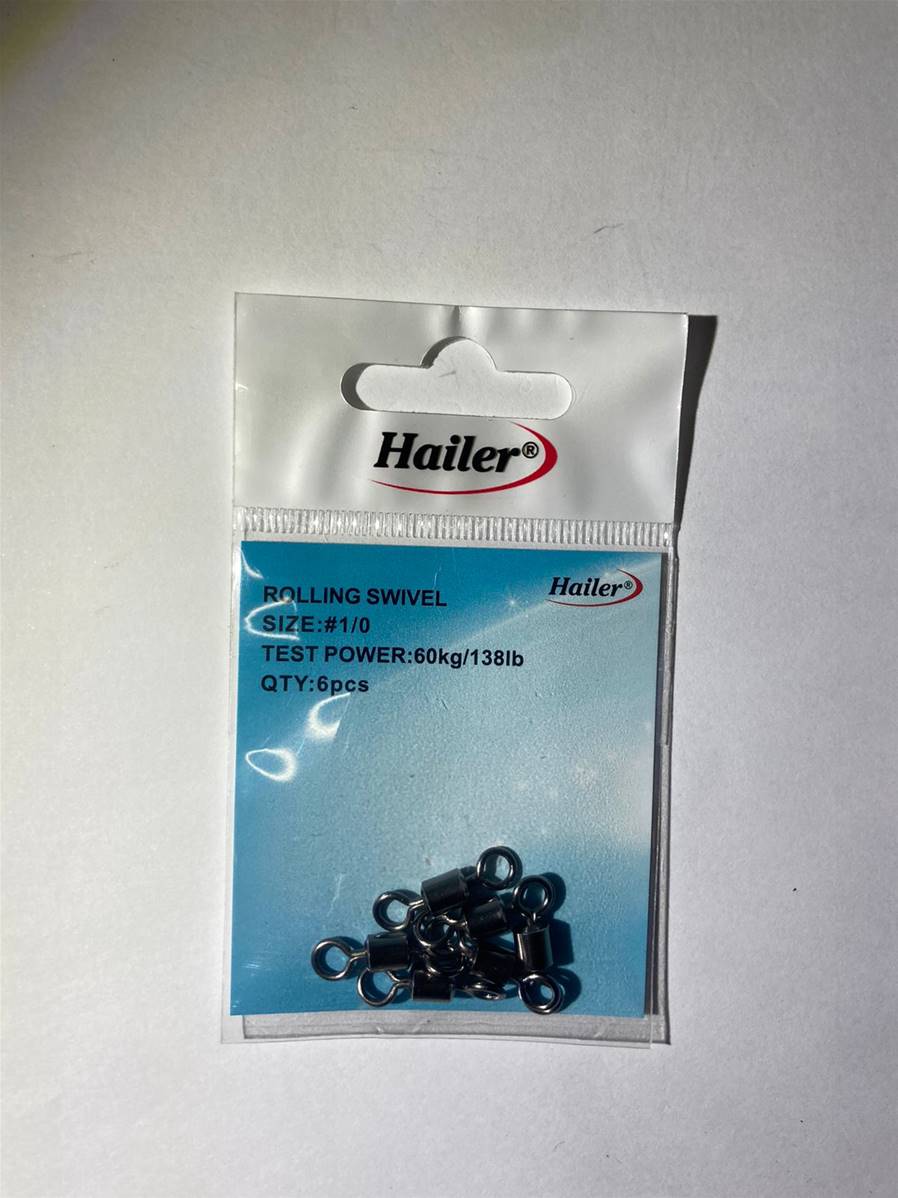 Hailer®
Hailer®
ROLLING SWIVEL
SIZE:#1/0
TEST POWER:60kg/138lb
QTY:6pcs